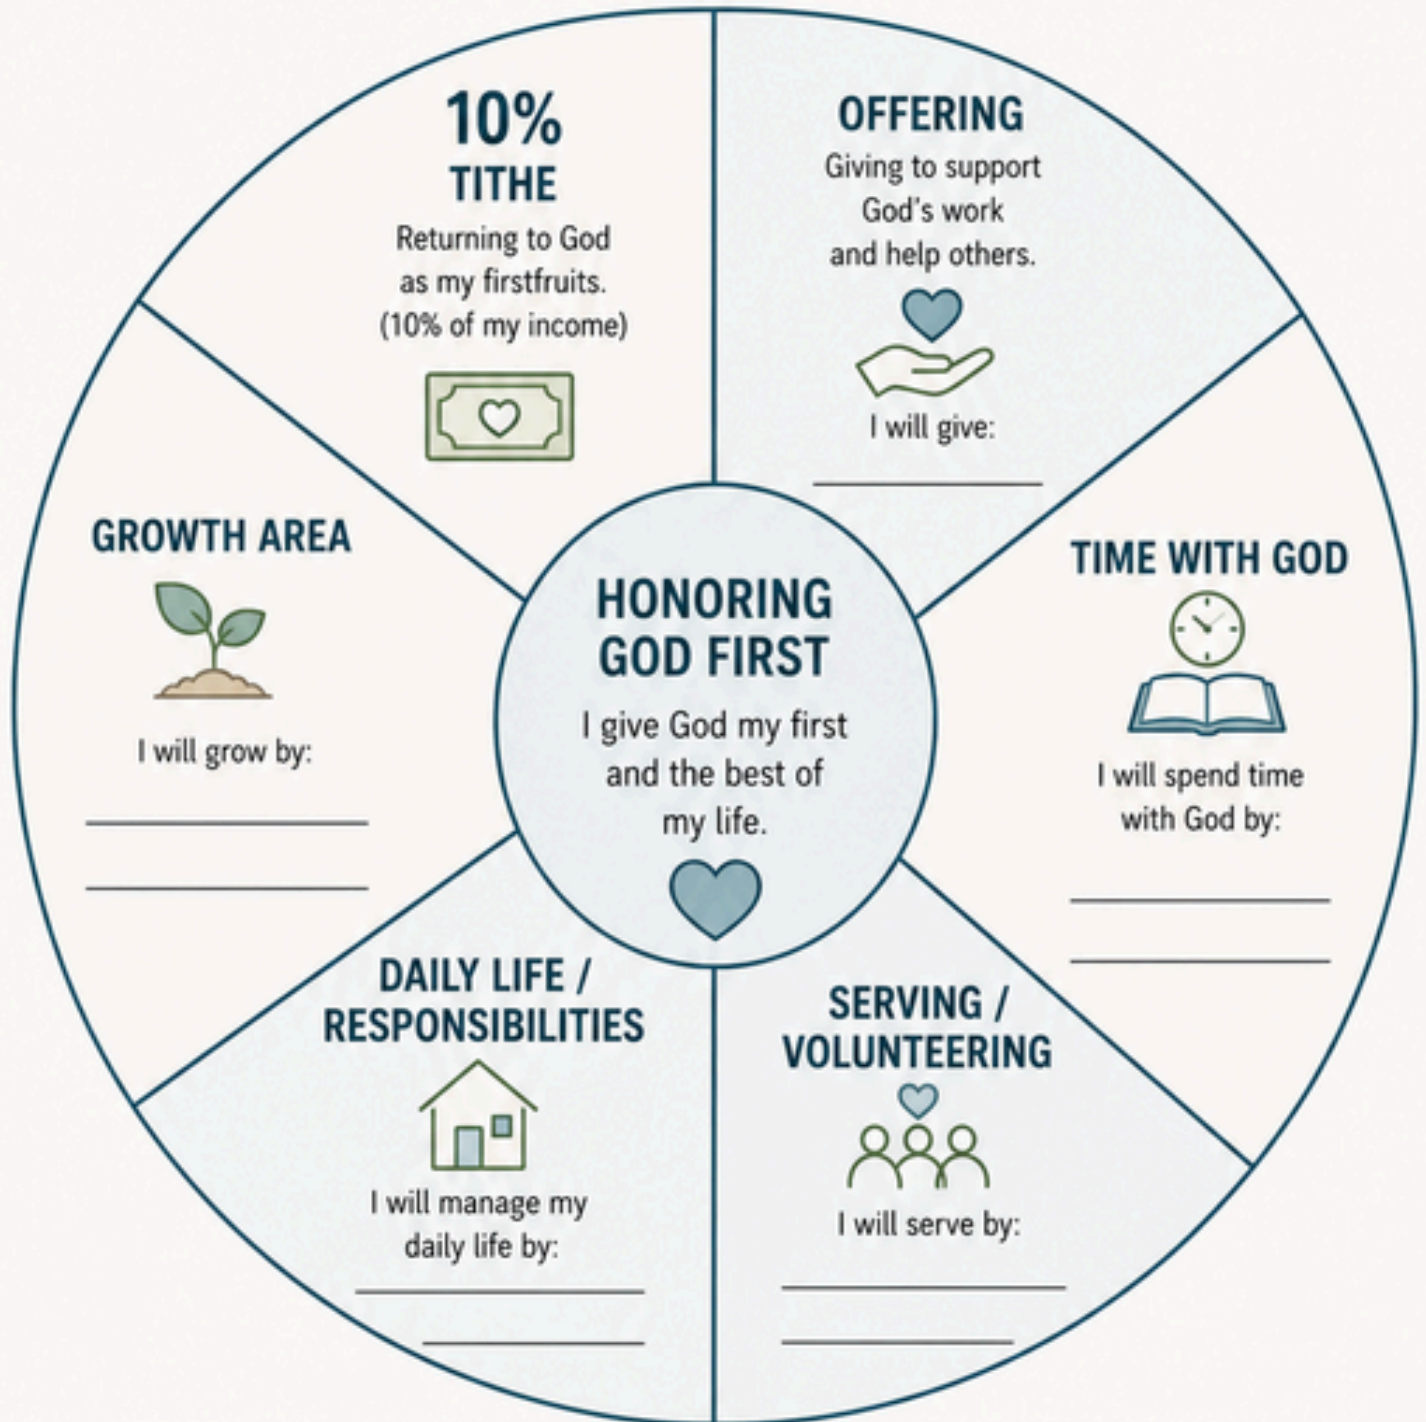 10%
TITHE
Returning to God
as my firstfruits.
(10% of my income)
OFFERING
Giving to support
God's work
and help others.
I will give:
TIME WITH GOD
I will spend time
with God by:
SERVING /
VOLUNTEERING
I will serve by:
DAILY LIFE /
RESPONSIBILITIES
I will manage my
daily life by:
GROWTH AREA
I will grow by:
HONORING
GOD FIRST
I give God my first
and the best of
my life.